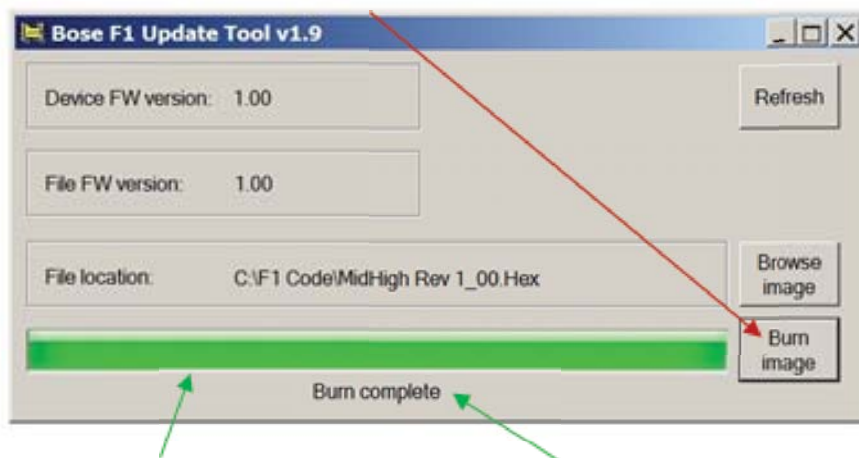 Bose F1 Update Tool v1.9
Device FW version: 1.00
Refresh
File FW version: 1.00
File location: C:\F1 Code\MidHigh Rev 1_00.Hex
Browse
image
Burn
image
Burn complete